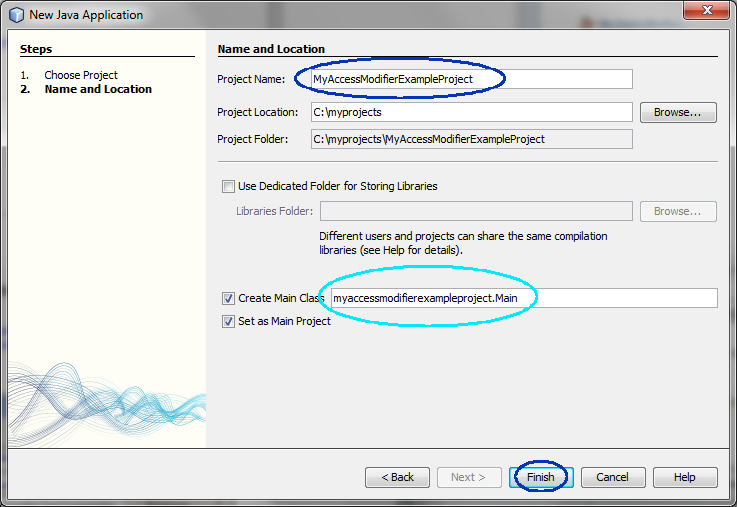 New Java Application
Steps
1. Choose Project
2. Name and Location
Name and Location
Project Name: MyAccessModifierExampleProject
Project Location: C:\myprojects Browse...
Project Folder: C:\myprojects\MyAccessModifierExampleProject
Use Dedicated Folder for Storing Libraries
Libraries Folder: Browse...
Different users and projects can share the same compilation
libraries (see Help for details).
Create Main Class myaccessmodifierexampleproject.Main
Set as Main Project
< Back Next > Finish Cancel Help